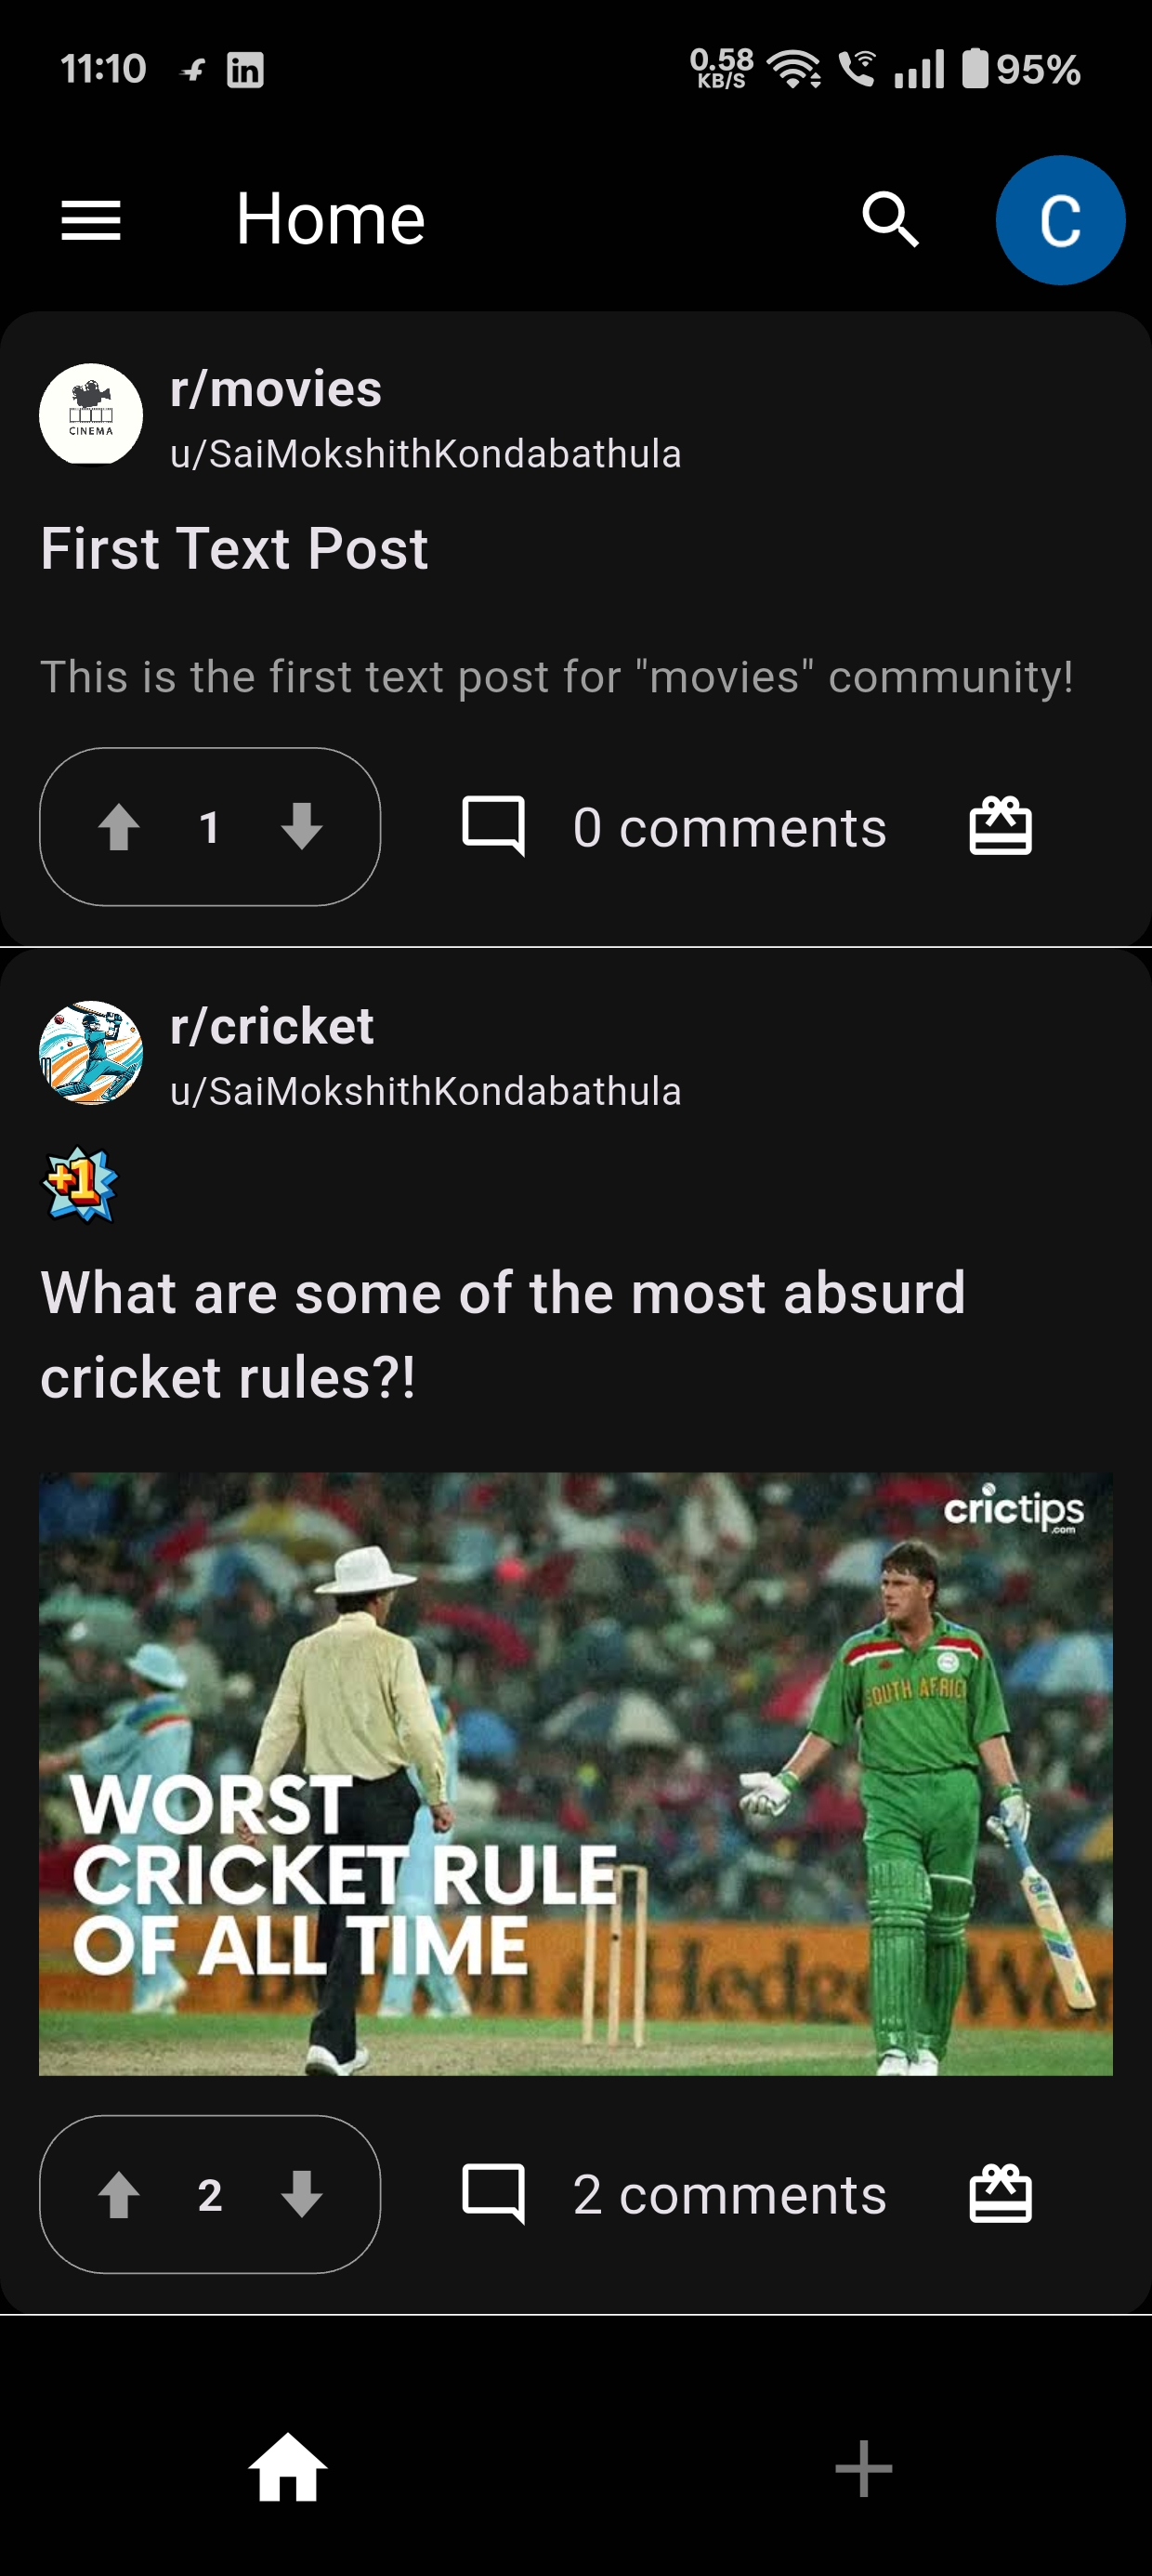 11:10
0.58
KB/S
95%
Home
C
r/movies
u/SaiMokshithKondabathula
CINEMA
First Text Post
This is the first text post for "movies" community!
1
0 comments
r/cricket
u/SaiMokshithKondabathula
+1
What are some of the most absurd
cricket rules?!
crictips
.com
SOUTH AFRIC
WORST
CRICKET RULE
OF ALL TIME
2
2 comments